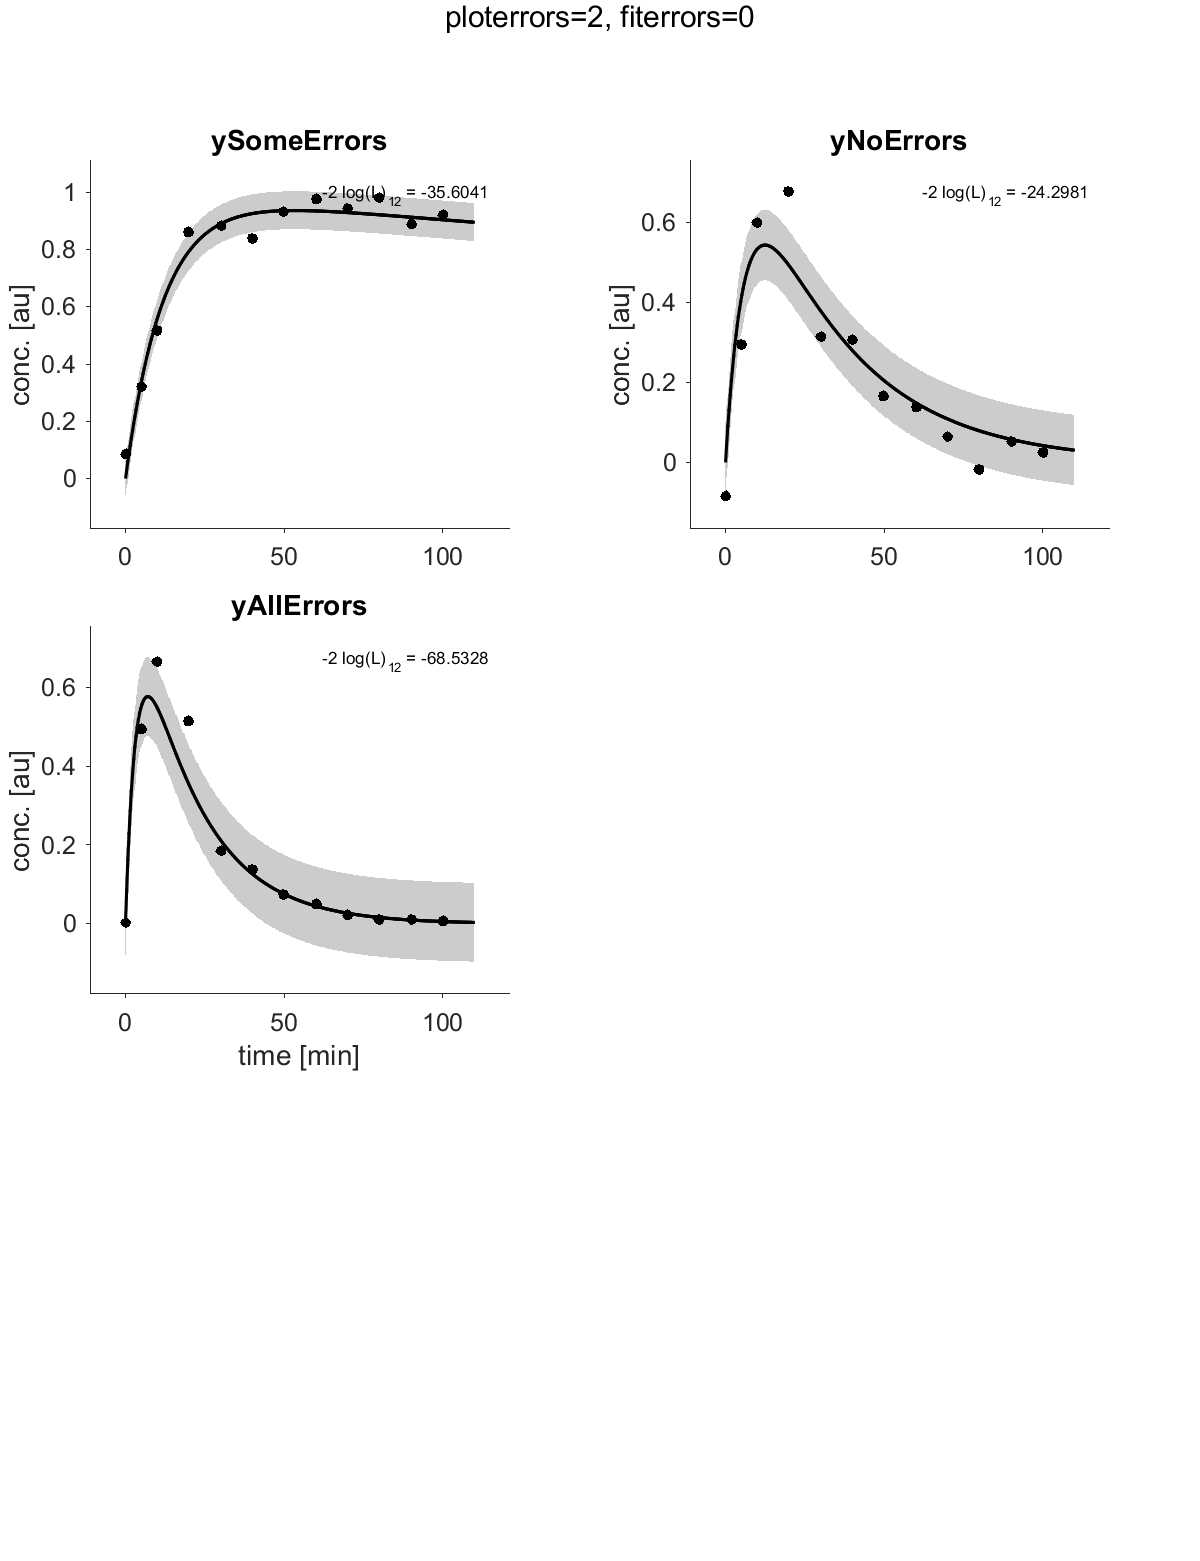 ploterrors=2, fiterrors=0
ySomeErrors
-2 log(L)12 = -35.6041
conc. [au]
1
0.8
0.6
0.4
0.2
0
0 50 100
yNoErrors
-2 log(L)12 = -24.2981
conc. [au]
0.6
0.4
0.2
0
0 50 100
yAllErrors
-2 log(L)12 = -68.5328
conc. [au]
0.6
0.4
0.2
0
0 50 100
time [min]